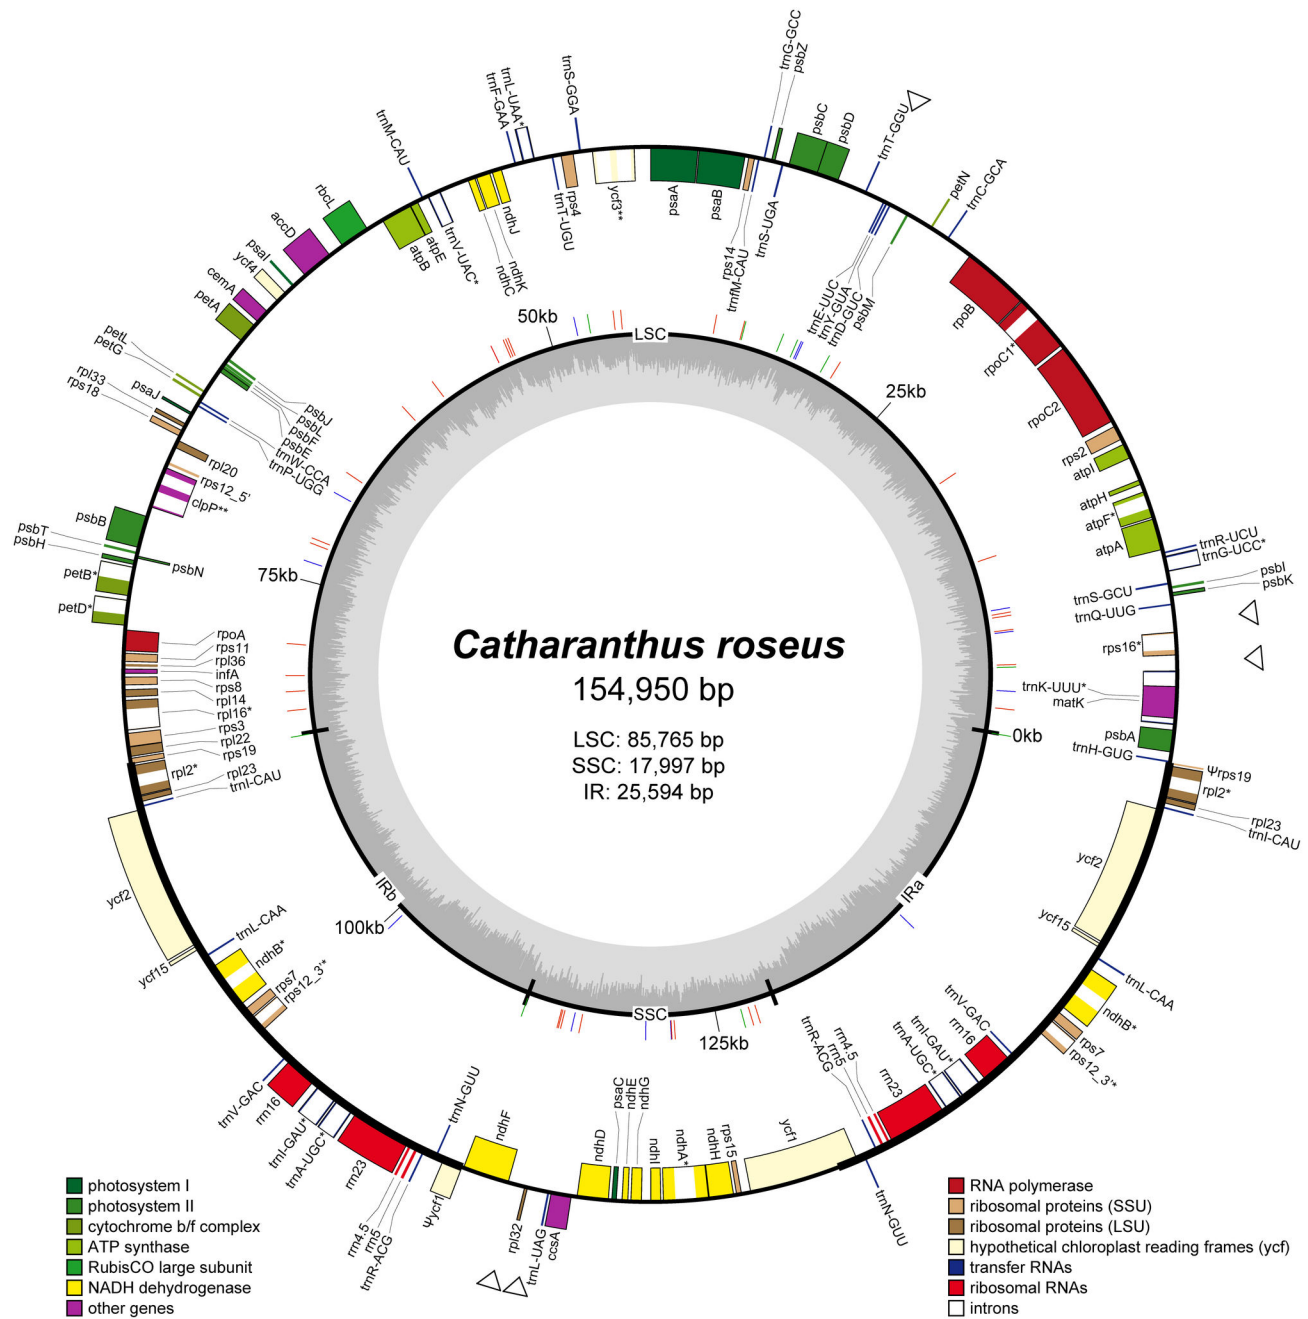 Catharanthus roseus
154,950 bp
LSC: 85,765 bp
SSC: 17,997 bp
IR: 25,594 bp
LSC
IRa
SSC
IRb
0kb
25kb
50kb
75kb
100kb
125kb
psaA
psaB
rps14
trnfM-CAU
trnG-GCC
psbZ
trnS-UGA
psbC
psbD
trnT-GGU
trnE-UUC
trnY-GUA
trnD-GUC
psbM
petN
trnC-GCA
rpoB
rpoC1*
rpoC2
rps2
atpI
atpH
atpF*
atpA
trnR-UCU
trnG-UCC*
psbI
psbK
trnS-GCU
trnQ-UUG
rps16*
trnK-UUU*
matK
psbA
trnH-GUG
Ψrps19
rpl2*
rpl23
trnI-CAU
ycf2
ycf15
trnL-CAA
ndhB*
rps7
rps12_3'*
trnV-GAC
rrn16
trnI-GAU*
trnA-UGC*
rrn23
rrn4.5
rrn5
trnR-ACG
trnN-GUU
ycf1
rps15
ndhH
ndhA*
ndhI
ndhG
ndhE
psaC
ndhD
ccsA
trnL-UAG
rpl32
ndhF
Ψycf1
trnN-GUU
trnR-ACG
rrn5
rrn4.5
rrn23
trnA-UGC*
trnI-GAU*
rrn16
trnV-GAC
rps12_3'*
rps7
ndhB*
trnL-CAA
ycf15
ycf2
trnI-CAU
rpl23
rpl2*
rps19
rpl22
rps3
rpl16*
rpl14
rps8
infA
rpl36
rps11
rpoA
petD*
petB*
psbH
psbT
psbN
psbB
clpP**
rps12_5'
rpl20
rps18
rpl33
psaJ
trnP-UGG
trnW-CCA
petG
petL
psbE
psbF
psbL
psbJ
petA
cemA
ycf4
psaI
accD
rbcL
atpB
atpE
trnM-CAU
trnV-UAC*
ndhC
ndhK
ndhJ
trnF-GAA
trnL-UAA*
trnT-UGU
rps4
trnS-GGA
ycf3**
photosystem I
photosystem II
cytochrome b/f complex
ATP synthase
RubisCO large subunit
NADH dehydrogenase
other genes
RNA polymerase
ribosomal proteins (SSU)
ribosomal proteins (LSU)
hypothetical chloroplast reading frames (ycf)
transfer RNAs
ribosomal RNAs
introns